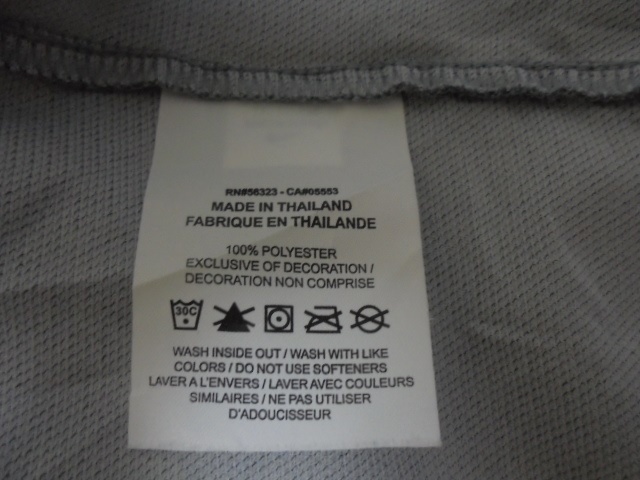 RN#56323 - CA#05553
MADE IN THAILAND
FABRIQUE EN THAILANDE
100% POLYESTER
EXCLUSIVE OF DECORATION /
DECORATION NON COMPRISE
30C
WASH INSIDE OUT / WASH WITH LIKE
COLORS / DO NOT USE SOFTENERS
LAVER A L'ENVERS / LAVER AVEC COULEURS
SIMILAIRES / NE PAS UTILISER
D'ADOUCISSEUR